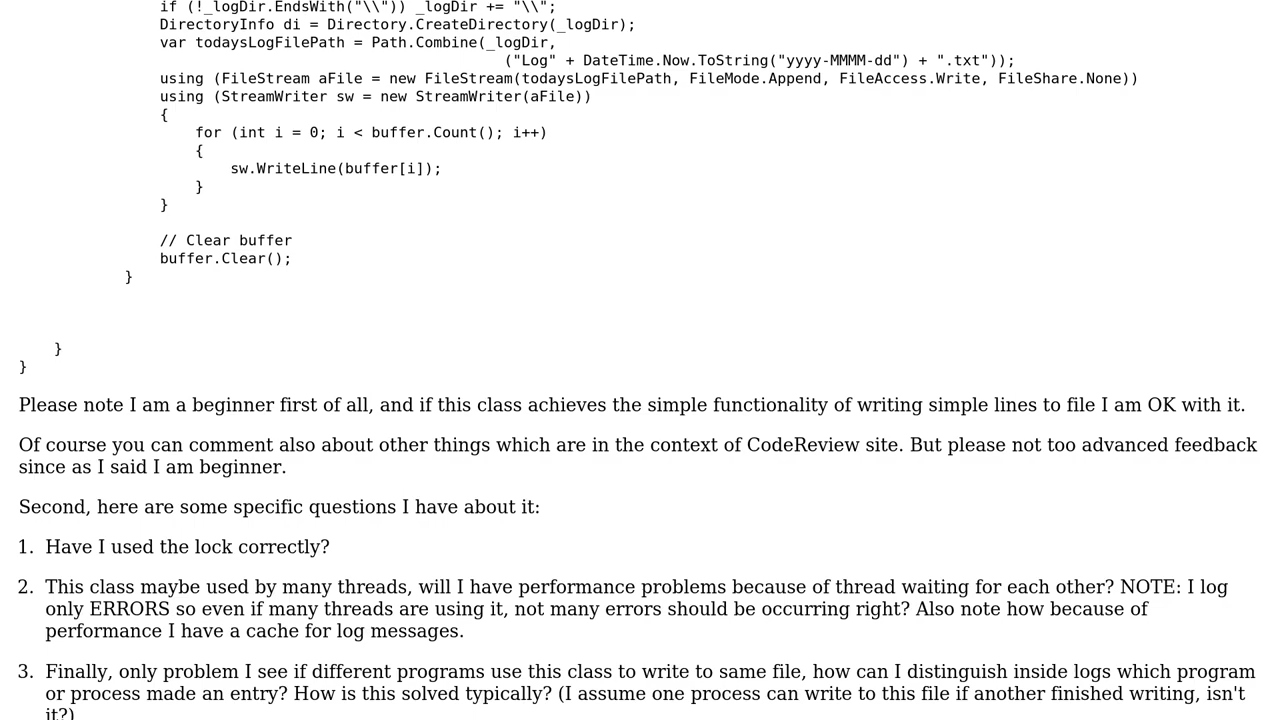 if (!_logDir.EndsWith("\\")) _logDir += "\\";
DirectoryInfo di = Directory.CreateDirectory(_logDir);
var todaysLogFilePath = Path.Combine(_logDir,
("Log" + DateTime.Now.ToString("yyyy-MMMM-dd") + ".txt"));
using (FileStream aFile = new FileStream(todaysLogFilePath, FileMode.Append, FileAccess.Write, FileShare.None))
using (StreamWriter sw = new StreamWriter(aFile))
{
for (int i = 0; i < buffer.Count(); i++)
{
sw.WriteLine(buffer[i]);
}
}
// Clear buffer
buffer.Clear();
}
}
}
Please note I am a beginner first of all, and if this class achieves the simple functionality of writing simple lines to file I am OK with it.
Of course you can comment also about other things which are in the context of CodeReview site. But please not too advanced feedback
since as I said I am beginner.
Second, here are some specific questions I have about it:
1. Have I used the lock correctly?
2. This class maybe used by many threads, will I have performance problems because of thread waiting for each other? NOTE: I log
only ERRORS so even if many threads are using it, not many errors should be occurring right? Also note how because of
performance I have a cache for log messages.
3. Finally, only problem I see if different programs use this class to write to same file, how can I distinguish inside logs which program
or process made an entry? How is this solved typically? (I assume one process can write to this file if another finished writing, isn't
it?)